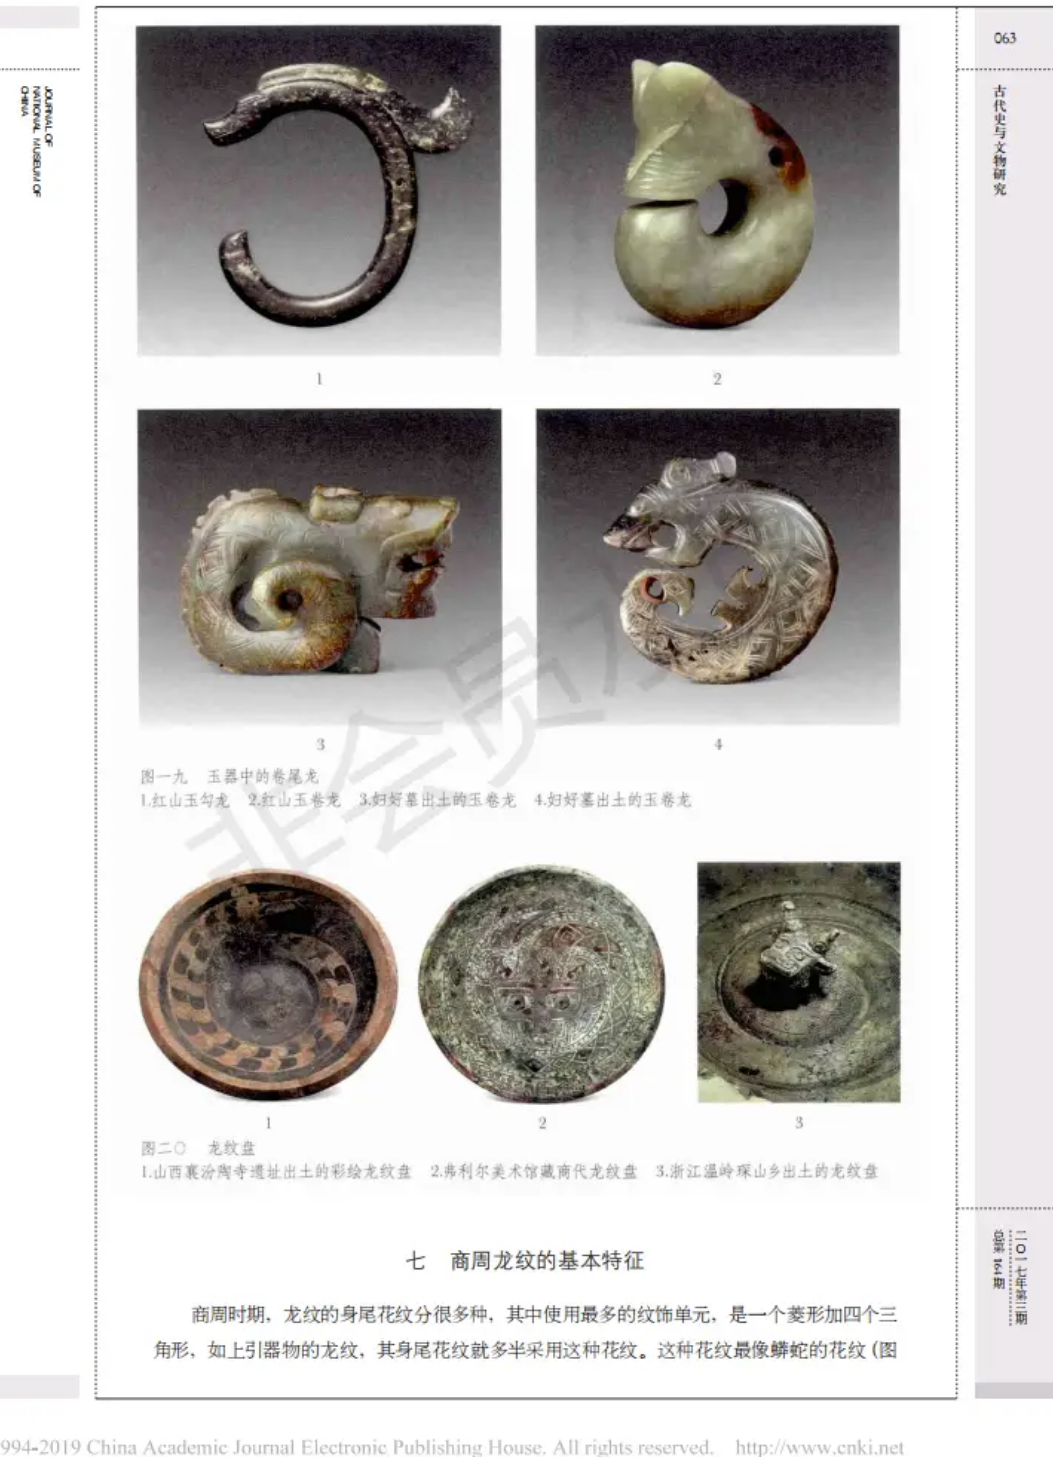 063
JOURNAL OF
NATIONAL MUSEUM OF
CHINA
古代史与文物研究
1
2
3
4
图一九 玉器中的卷尾龙
1.红山玉勾龙 2.红山玉卷龙 3.妇好墓出土的玉卷龙 4.妇好墓出土的玉卷龙
非会员水
1
2
3
图二〇 龙纹盘
1.山西襄汾陶寺遗址出土的彩绘龙纹盘 2.弗利尔美术馆藏商代龙纹盘 3.浙江温岭琛山乡出土的龙纹盘
二〇一七年第三期
总第 164 期
七 商周龙纹的基本特征
商周时期，龙纹的身尾花纹分很多种，其中使用最多的纹饰单元，是一个菱形加四个三
角形，如上引器物的龙纹，其身尾花纹就多半采用这种花纹。这种花纹最像蟒蛇的花纹（图
994-2019 China Academic Journal Electronic Publishing House. All rights reserved. http://www.cnki.net